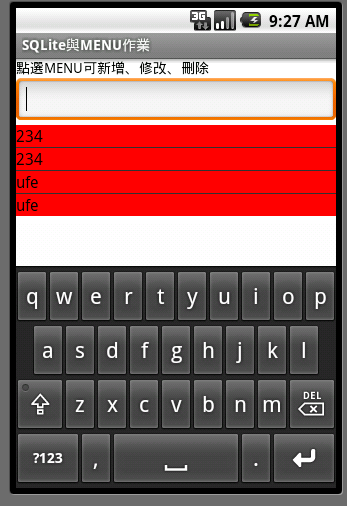 3G 9:27 AM
SQLite與MENU作業
點選MENU可新增、修改、刪除
234
234
ufe
ufe
q w e r t y u i o p
a s d f g h j k l
z x c v b n m DEL
?123 , .